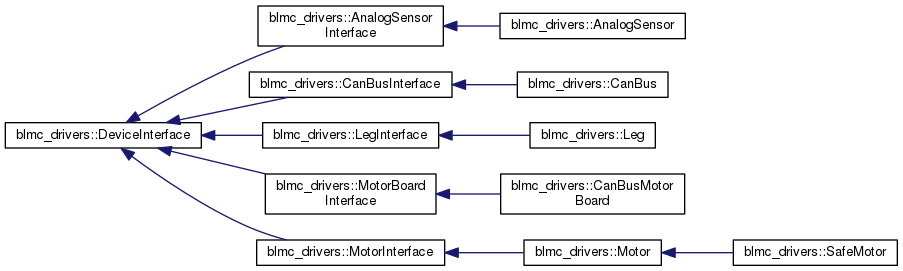 blmc_drivers::AnalogSensor
Interface
blmc_drivers::AnalogSensor
blmc_drivers::CanBusInterface
blmc_drivers::CanBus
blmc_drivers::DeviceInterface
blmc_drivers::LegInterface
blmc_drivers::Leg
blmc_drivers::MotorBoard
Interface
blmc_drivers::CanBusMotor
Board
blmc_drivers::MotorInterface
blmc_drivers::Motor
blmc_drivers::SafeMotor